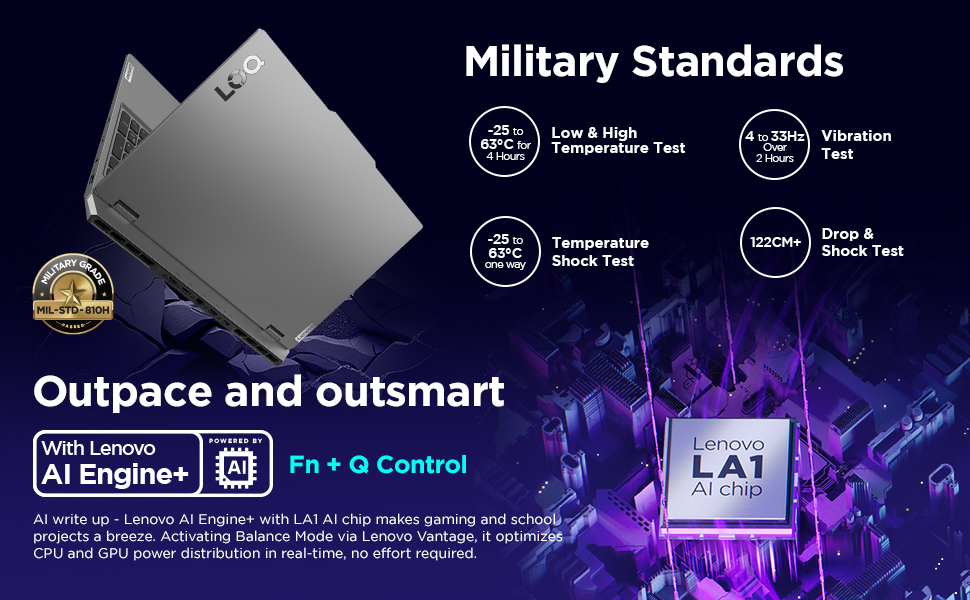 LOQ
Military Standards
-25 to
63°C for
4 Hours
Low & High
Temperature Test
4 to 33Hz
Over
2 Hours
Vibration
Test
-25 to
63°C
one way
Temperature
Shock Test
122CM+
Drop &
Shock Test
MILITARY GRADE
MIL-STD-810H
PASSED
Outpace and outsmart
With Lenovo
AI Engine+
POWERED BY
AI
Fn + Q Control
Lenovo
LA1
AI chip
AI write up - Lenovo AI Engine+ with LA1 AI chip makes gaming and school
projects a breeze. Activating Balance Mode via Lenovo Vantage, it optimizes
CPU and GPU power distribution in real-time, no effort required.